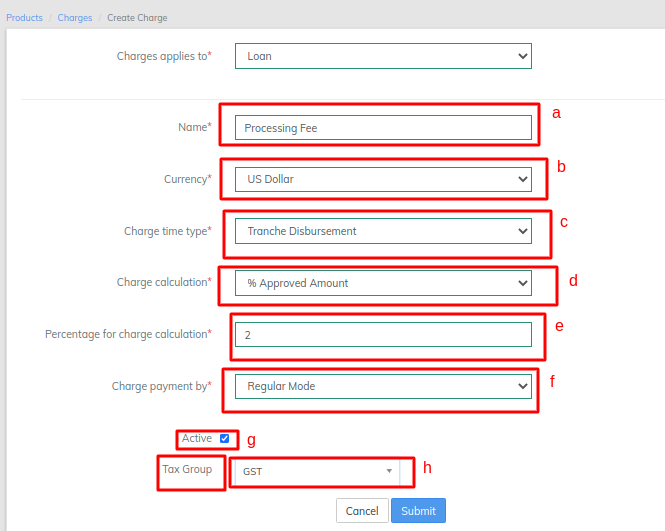 Products / Charges / Create Charge
Charges applies to* Loan
Name* Processing Fee a
Currency* US Dollar b
Charge time type* Tranche Disbursement c
Charge calculation* % Approved Amount d
Percentage for charge calculation* 2 e
Charge payment by* Regular Mode f
Active g
Tax Group GST h
Cancel Submit